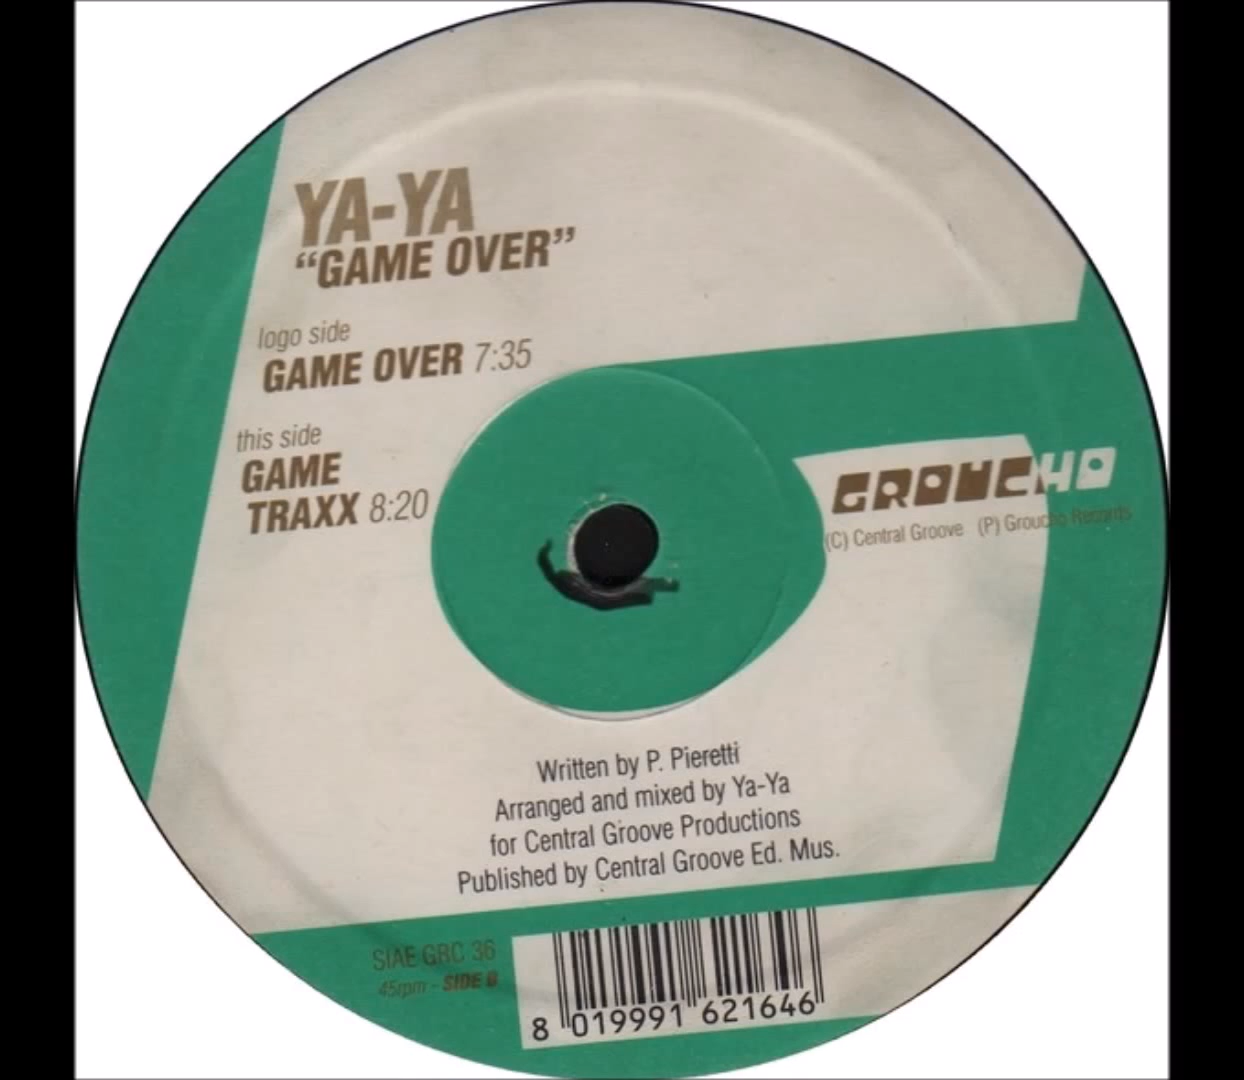 YA-YA
“GAME OVER”
logo side
GAME OVER 7:35
this side
GAME
TRAXX 8:20
GROUCHO
(C) Central Groove (P) Groucho Records
Written by P. Pieretti
Arranged and mixed by Ya-Ya
for Central Groove Productions
Published by Central Groove Ed. Mus.
SIAE GRC 36
45rpm - SIDE B
8 019991 621646